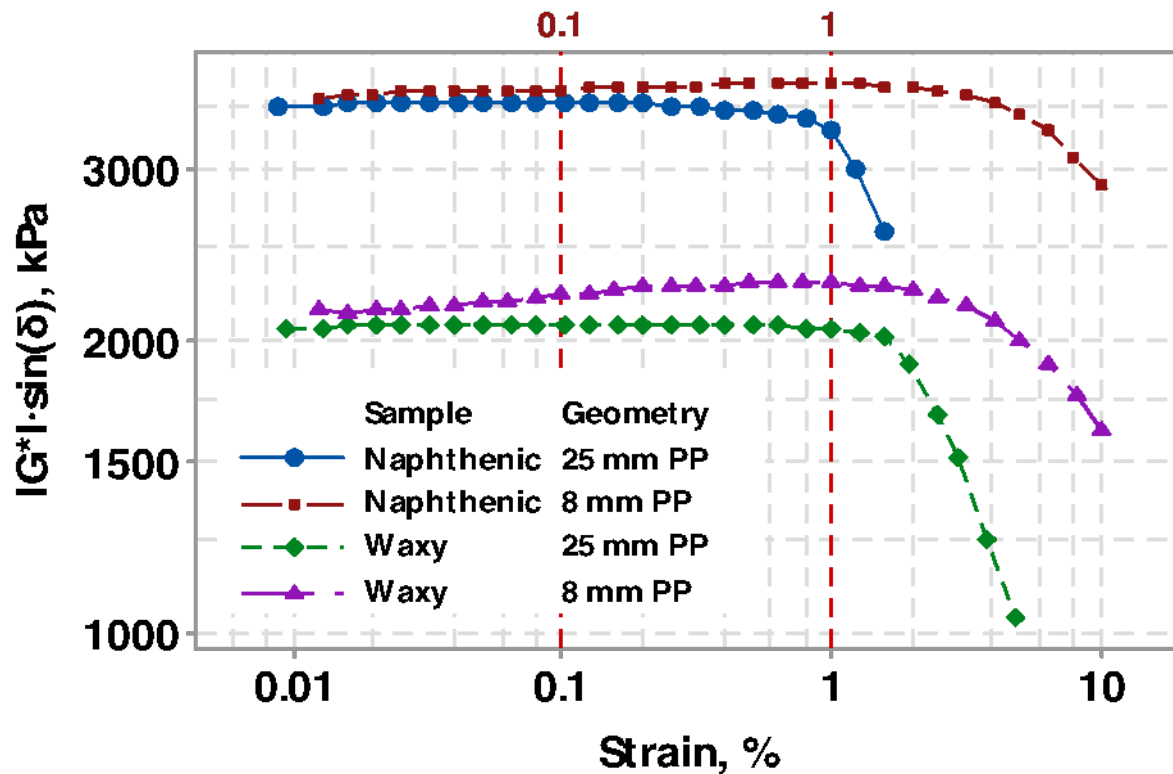 0.1 1
3000
2000
1500
1000
IG*I·sin(δ), kPa
Sample Geometry
Naphthenic 25 mm PP
Naphthenic 8 mm PP
Waxy 25 mm PP
Waxy 8 mm PP
0.01 0.1 1 10
Strain, %